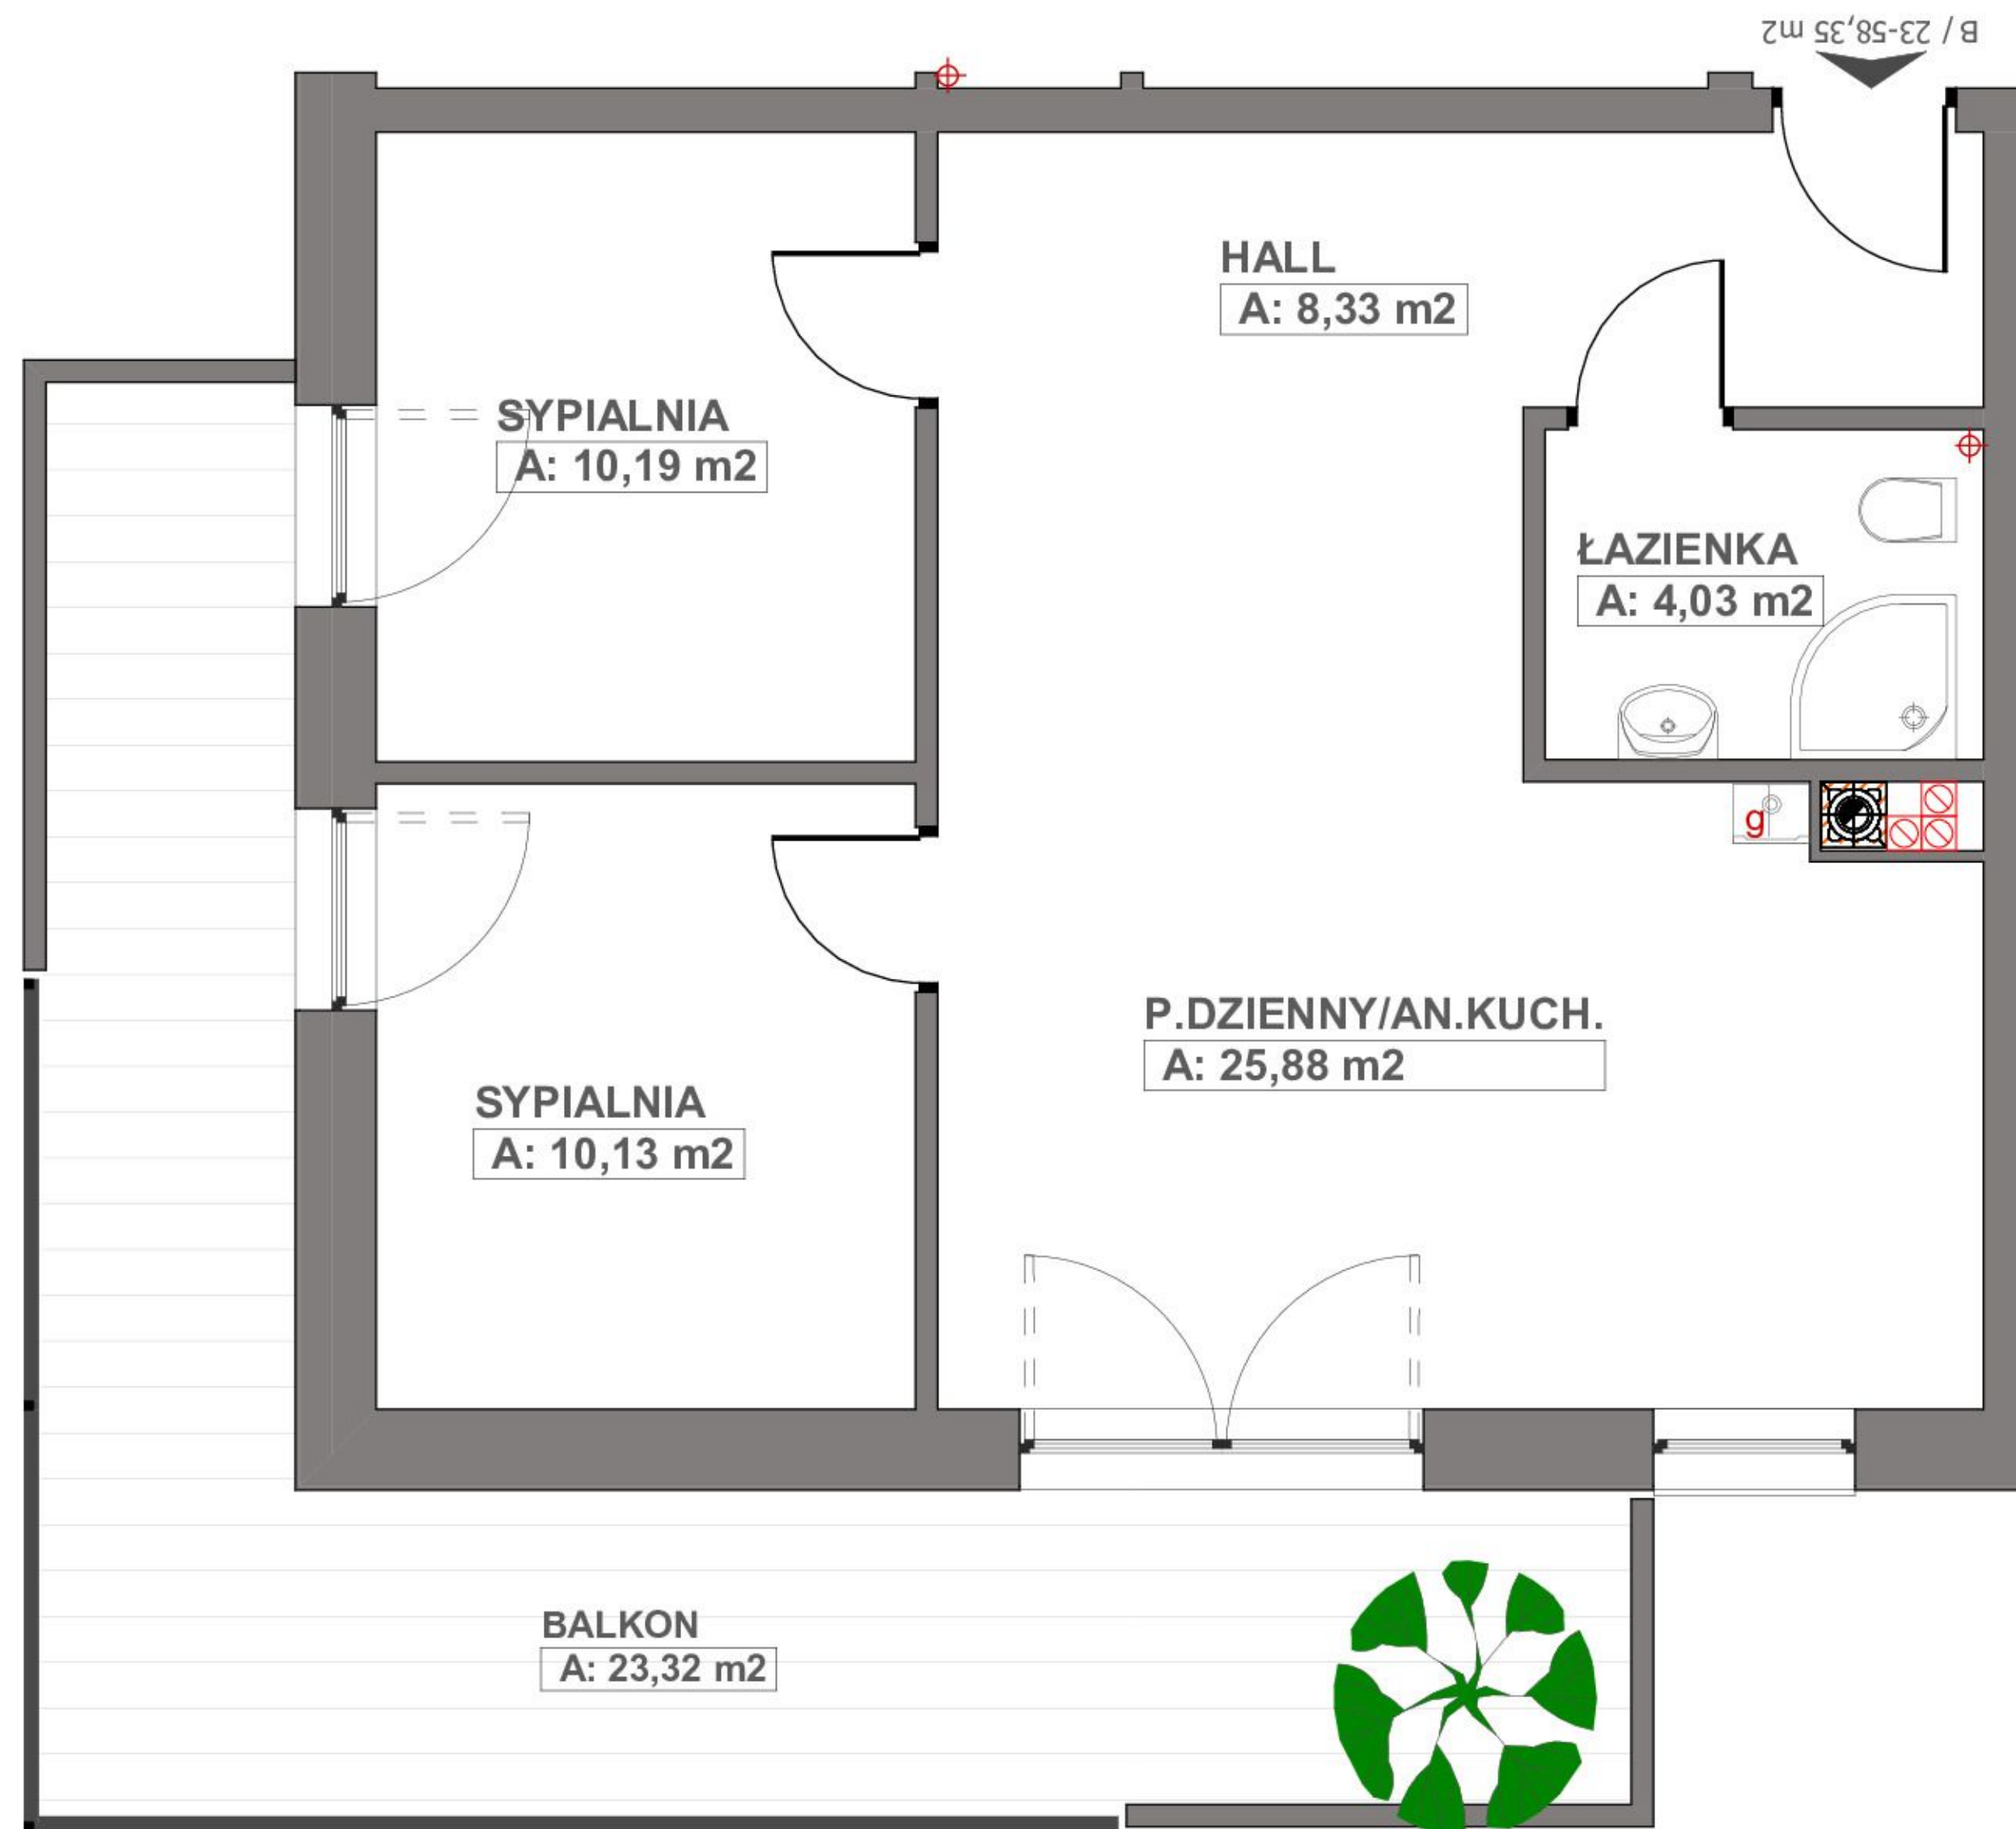 B / 23-58,35 m2
HALL
A: 8,33 m2
SYPIALNIA
A: 10,19 m2
ŁAZIENKA
A: 4,03 m2
g
P.DZIENNY/AN.KUCH.
A: 25,88 m2
SYPIALNIA
A: 10,13 m2
BALKON
A: 23,32 m2